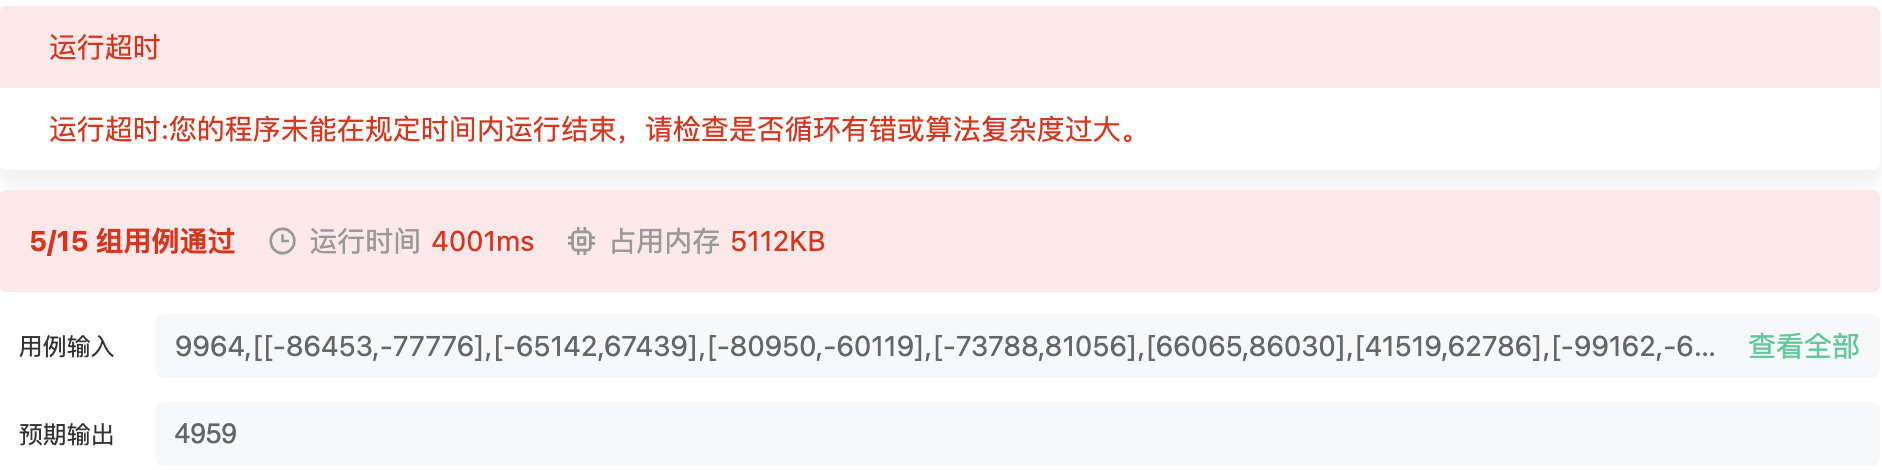 运行超时
运行超时:您的程序未能在规定时间内运行结束，请检查是否循环有错或算法复杂度过大。
5/15 组用例通过 运行时间 4001ms 占用内存 5112KB
用例输入 9964,[[-86453,-77776],[-65142,67439],[-80950,-60119],[-73788,81056],[66065,86030],[41519,62786],[-99162,-6... 查看全部
预期输出 4959